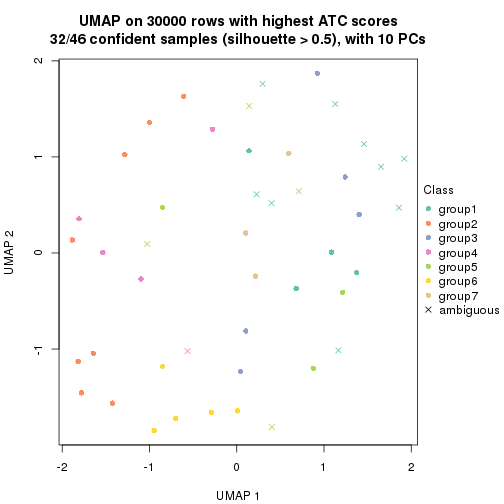 UMAP on 30000 rows with highest ATC scores
32/46 confident samples (silhouette > 0.5), with 10 PCs
2
1
0
-1
UMAP 2
-2
-1
0
1
2
UMAP 1
Class
group1
group2
group3
group4
group5
group6
group7
ambiguous